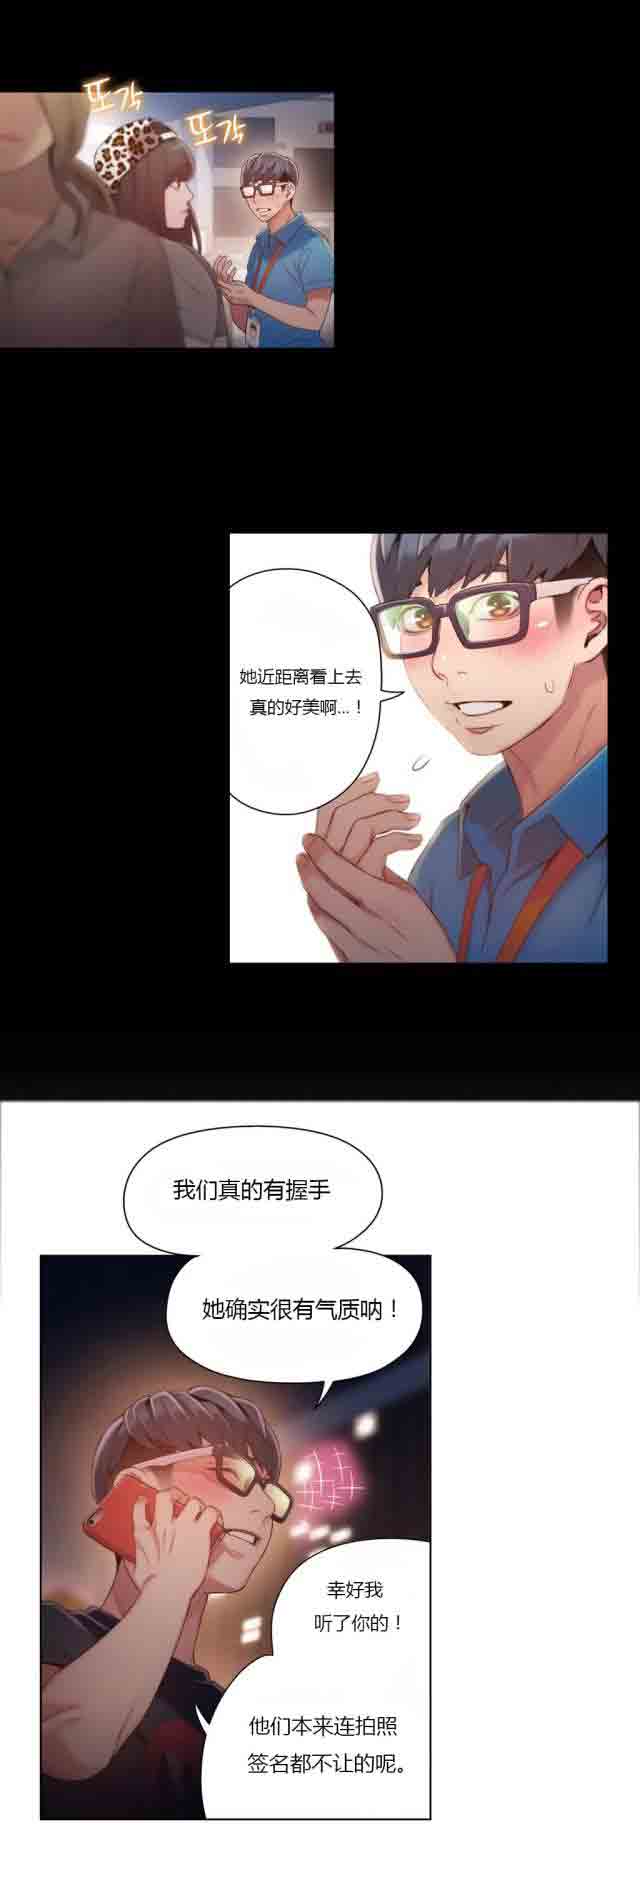 또각
또각
她近距离看上去
真的好美啊...！
我们真的有握手
她确实很有气质呐！
幸好我
听了你的！
他们本来连拍照
签名都不让的呢。